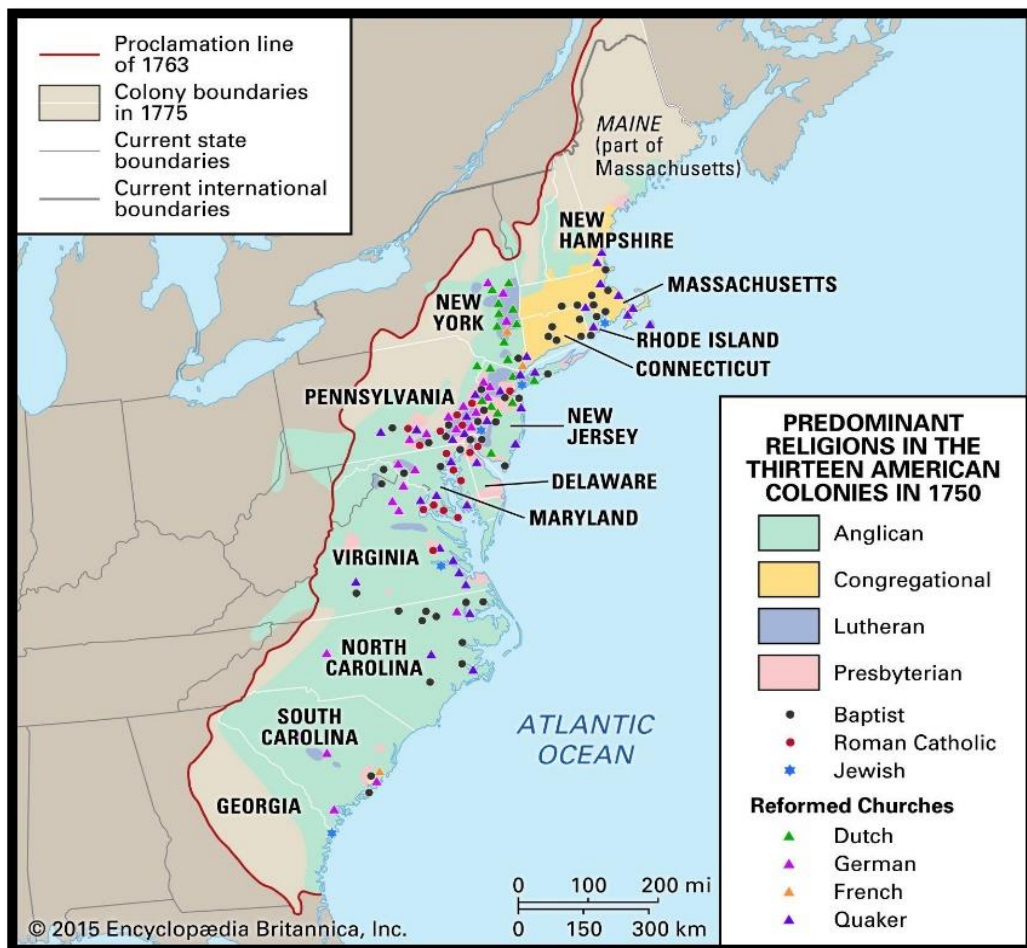 Proclamation line
of 1763
Colony boundaries
in 1775
Current state
boundaries
Current international
boundaries
MAINE
(part of
Massachusetts)
NEW
HAMPSHIRE
MASSACHUSETTS
NEW
YORK
RHODE ISLAND
CONNECTICUT
PENNSYLVANIA
NEW
JERSEY
DELAWARE
MARYLAND
VIRGINIA
NORTH
CAROLINA
SOUTH
CAROLINA
GEORGIA
ATLANTIC
OCEAN
PREDOMINANT
RELIGIONS IN THE
THIRTEEN AMERICAN
COLONIES IN 1750
Anglican
Congregational
Lutheran
Presbyterian
Baptist
Roman Catholic
Jewish
Reformed Churches
Dutch
German
French
Quaker
0 100 200 mi
0 150 300 km
© 2015 Encyclopædia Britannica, Inc.